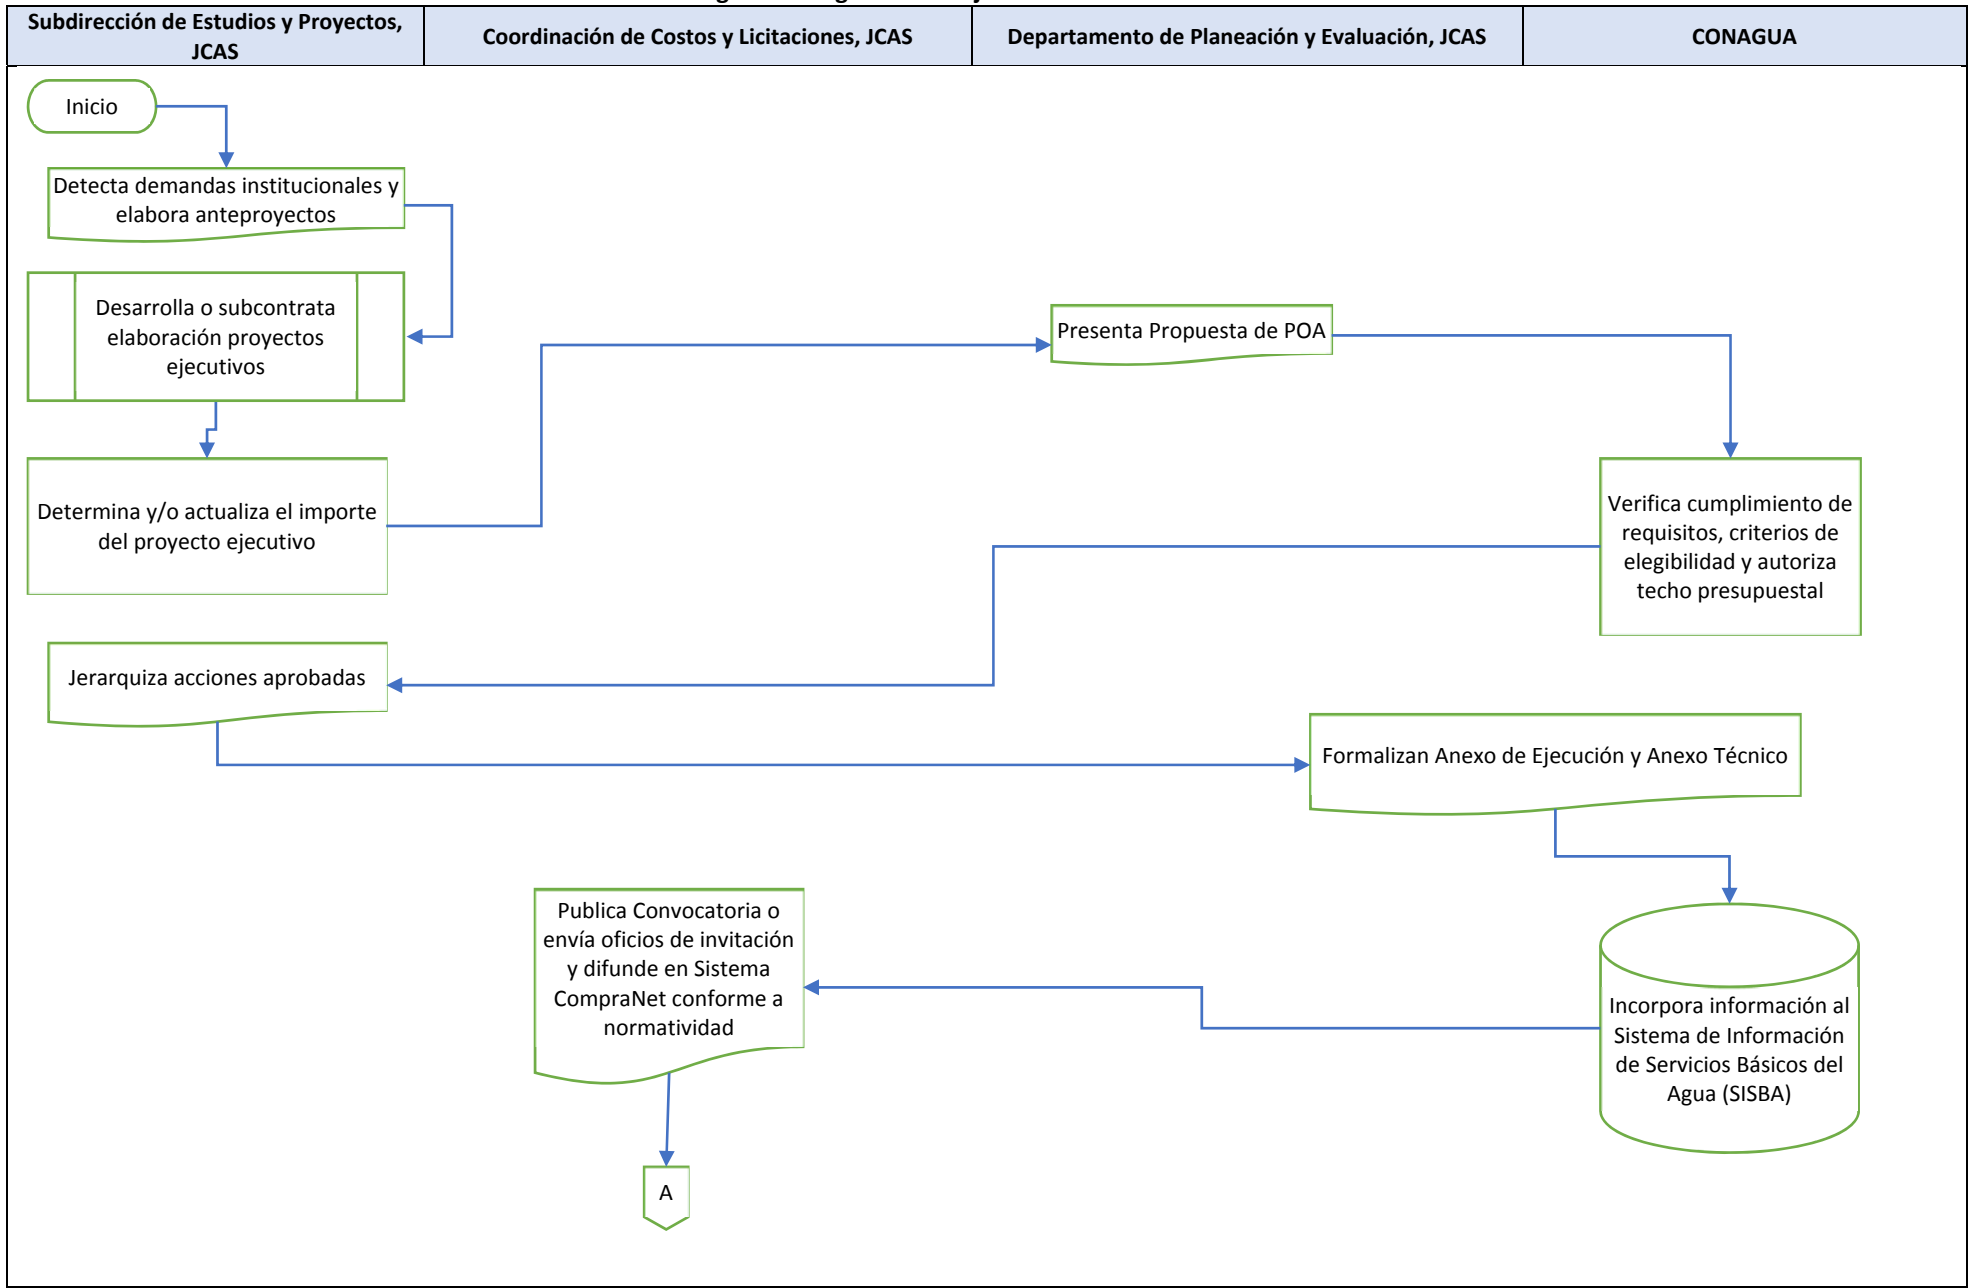 Subdirección de Estudios y Proyectos,
JCAS
Coordinación de Costos y Licitaciones, JCAS
Departamento de Planeación y Evaluación, JCAS
CONAGUA
Inicio
Detecta demandas institucionales y
elabora anteproyectos
Desarrolla o subcontrata
elaboración proyectos
ejecutivos
Presenta Propuesta de POA
Determina y/o actualiza el importe
del proyecto ejecutivo
Verifica cumplimiento de
requisitos, criterios de
elegibilidad y autoriza
techo presupuestal
Jerarquiza acciones aprobadas
Formalizan Anexo de Ejecución y Anexo Técnico
Publica Convocatoria o
envía oficios de invitación
y difunde en Sistema
CompraNet conforme a
normatividad
Incorpora información al
Sistema de Información
de Servicios Básicos del
Agua (SISBA)
A